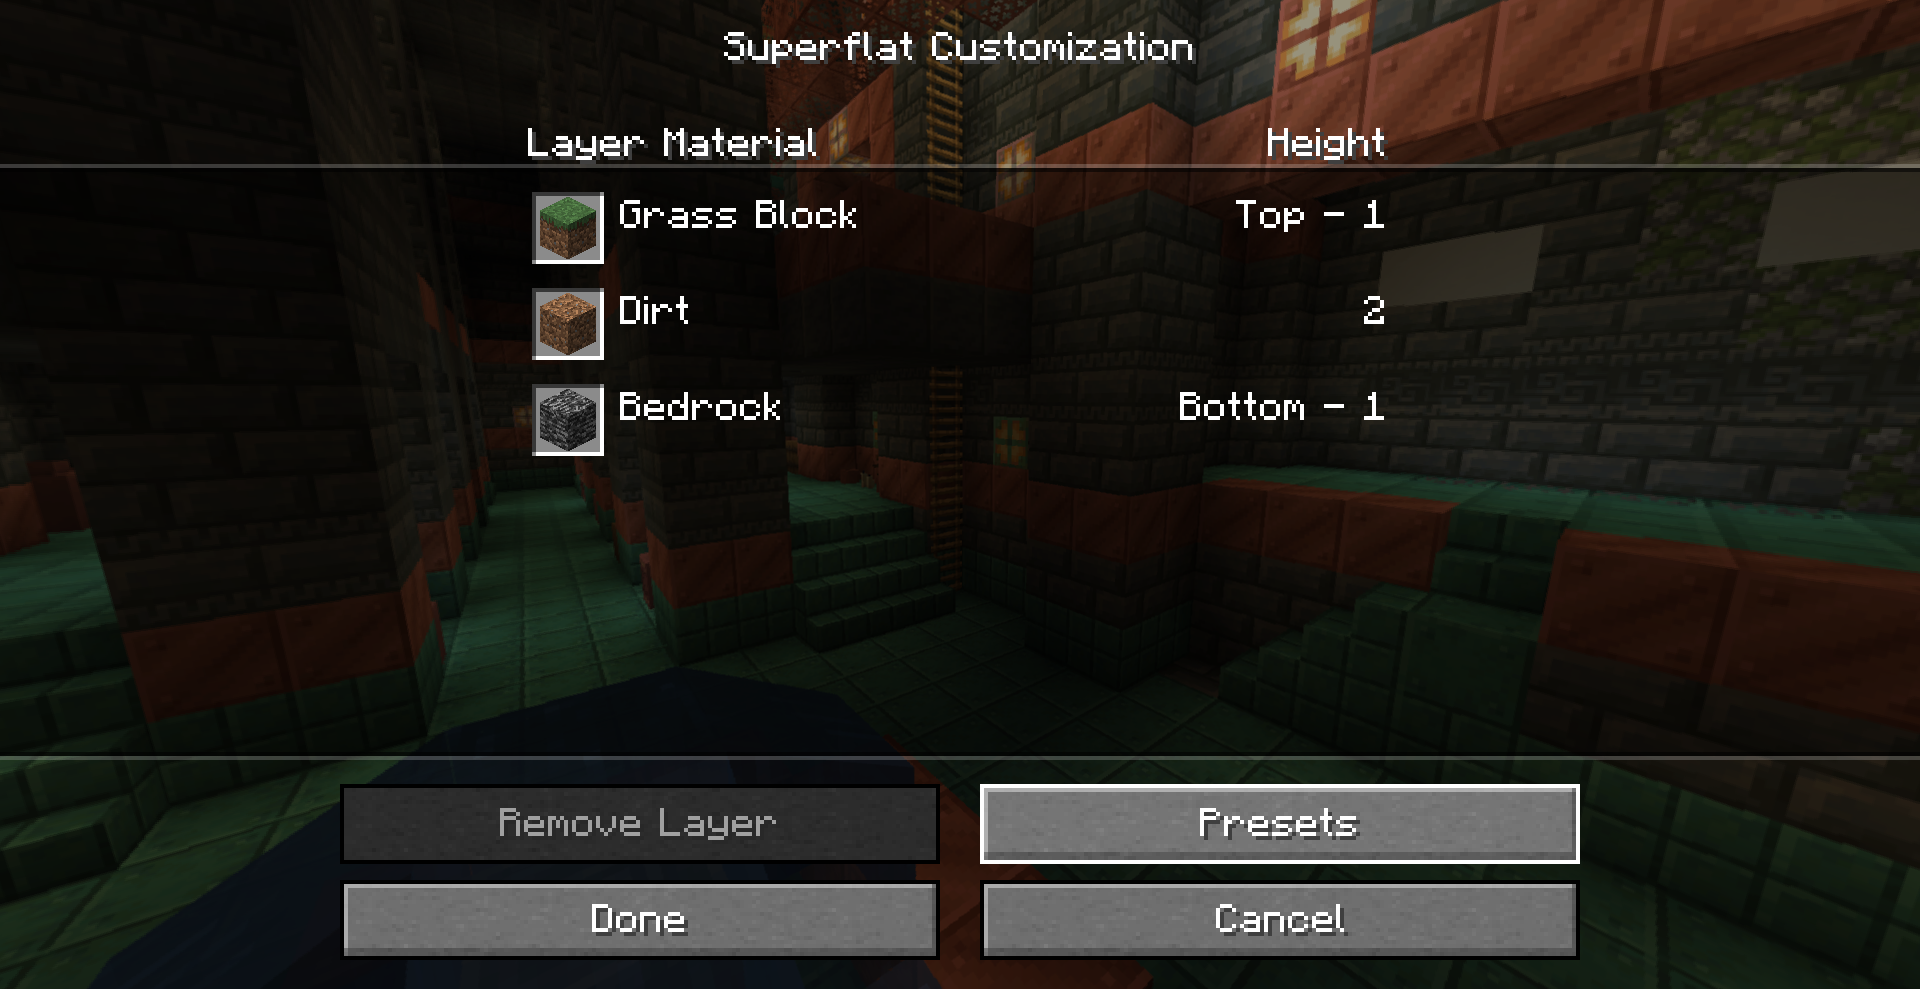 Superflat Customization
Layer Material Height
Grass Block Top - 1
Dirt 2
Bedrock Bottom - 1
Remove Layer Presets
Done Cancel